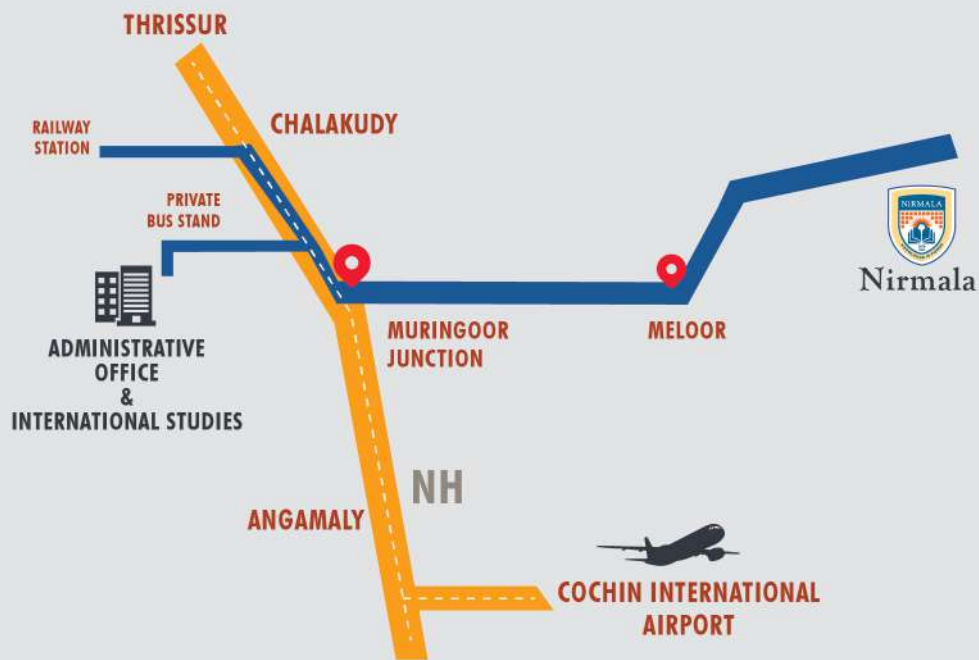 THRISSUR
CHALAKUDY
RAILWAY
STATION
PRIVATE
BUS STAND
NIRMALA
Nirmala
MURINGOOR
JUNCTION
MELOOR
ADMINISTRATIVE
OFFICE
&
INTERNATIONAL STUDIES
NH
ANGAMALY
COCHIN INTERNATIONAL
AIRPORT